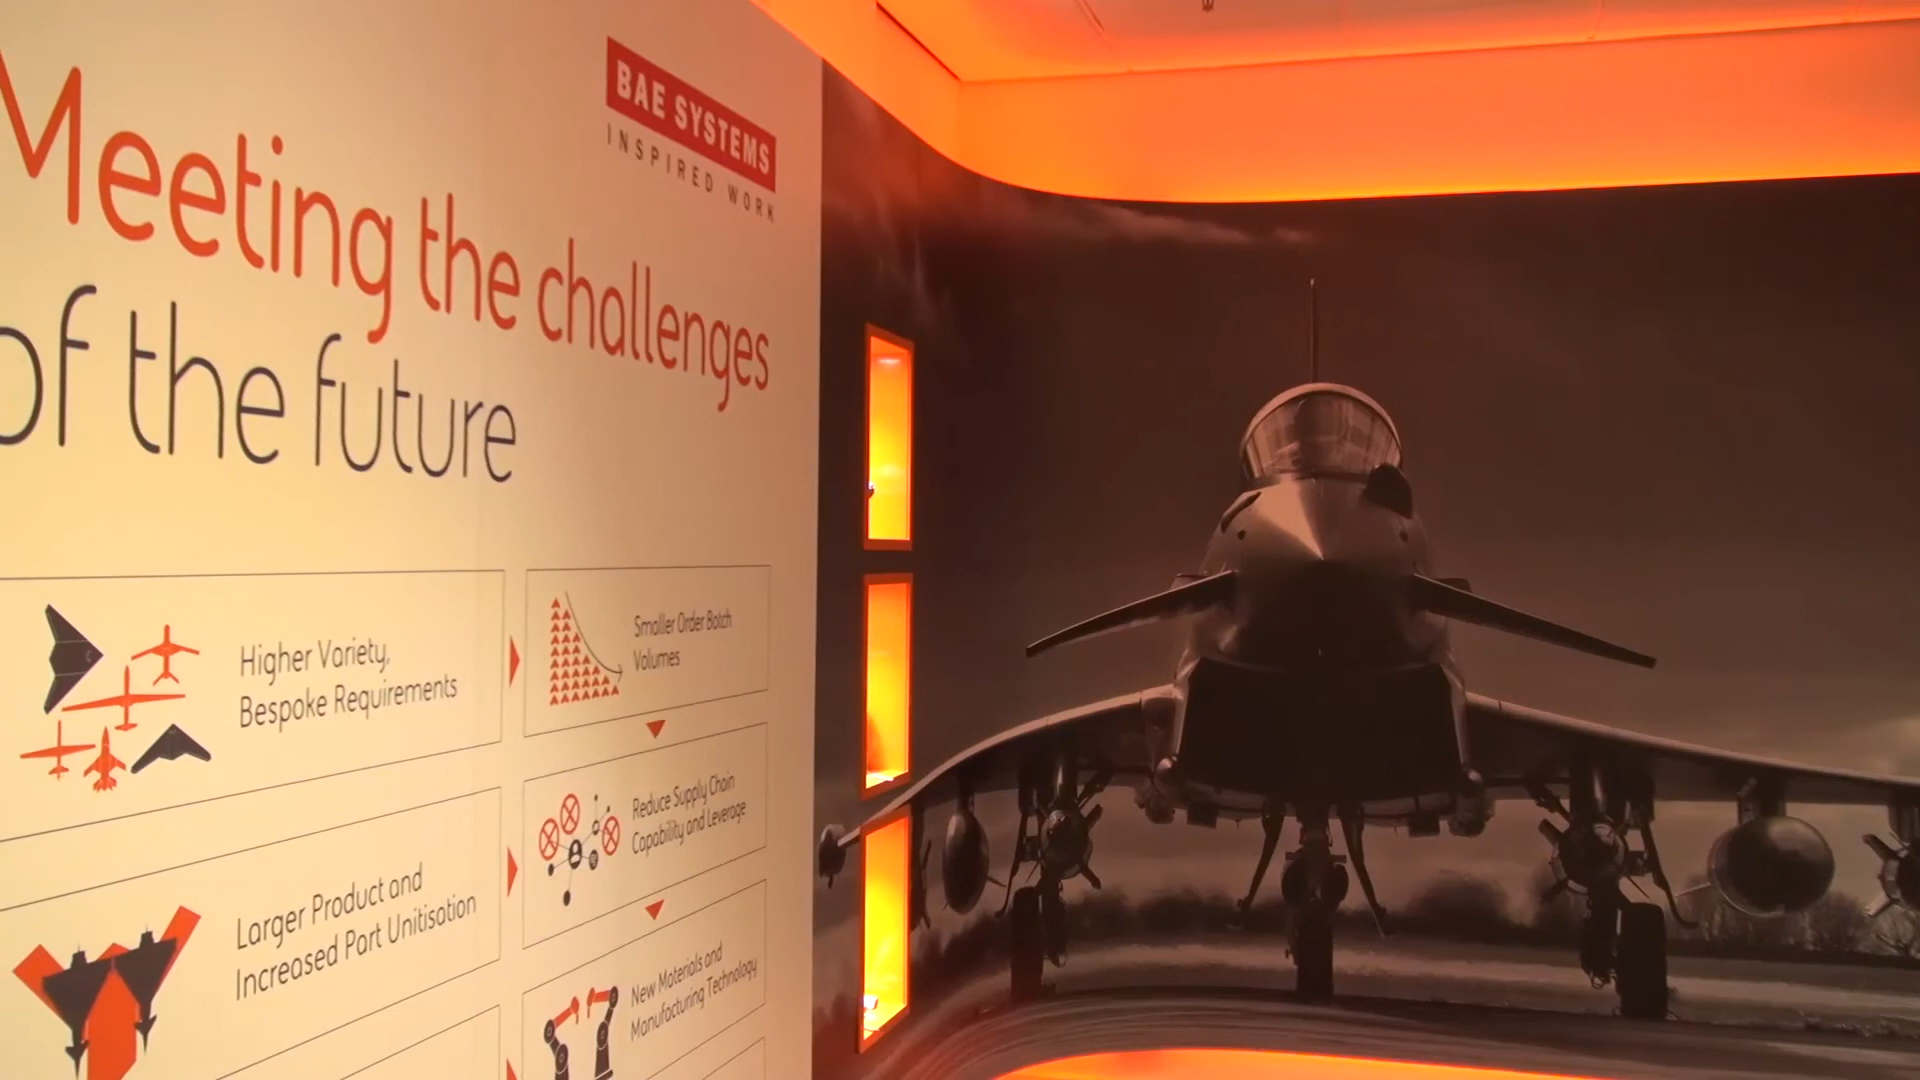 BAE SYSTEMS
INSPIRED WORK
Meeting the challenges
of the future
Higher Variety,
Bespoke Requirements
Smaller Order Batch
Volumes
Reduce Supply Chain
Capability and Leverage
Larger Product and
Increased Part Unitisation
New Materials and
Manufacturing Technology